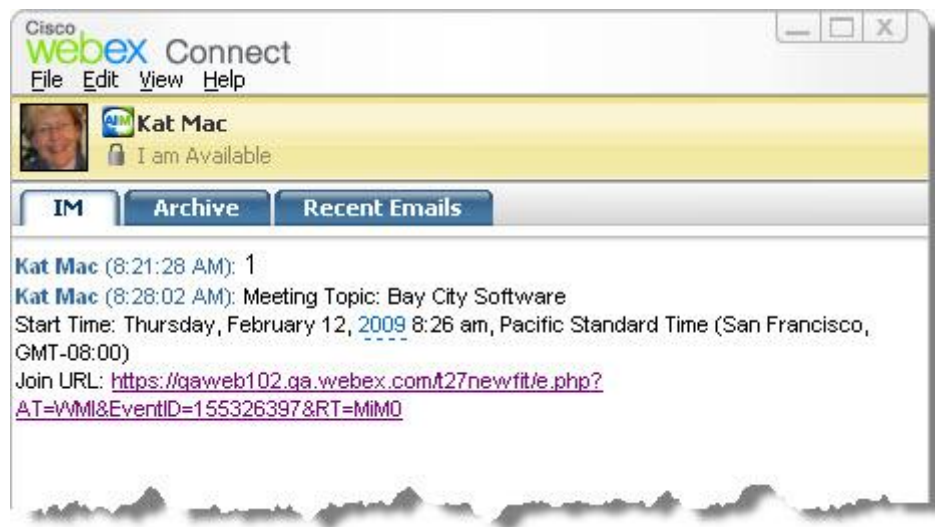 Cisco
webex Connect
File Edit View Help
AIM Kat Mac
I am Available
IM Archive Recent Emails
Kat Mac (8:21:28 AM): 1
Kat Mac (8:28:02 AM): Meeting Topic: Bay City Software
Start Time: Thursday, February 12, 2009 8:26 am, Pacific Standard Time (San Francisco,
GMT-08:00)
Join URL: https://qaweb102.qa.webex.com/t27newfit/e.php?
AT=WMI&EventID=155326397&RT=MiM0